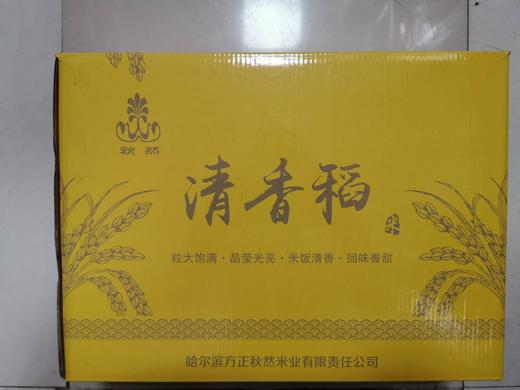 秋然
清香稻
米
粒大饱满·晶莹光亮·米饭清香·回味香甜
哈尔滨方正秋然米业有限责任公司